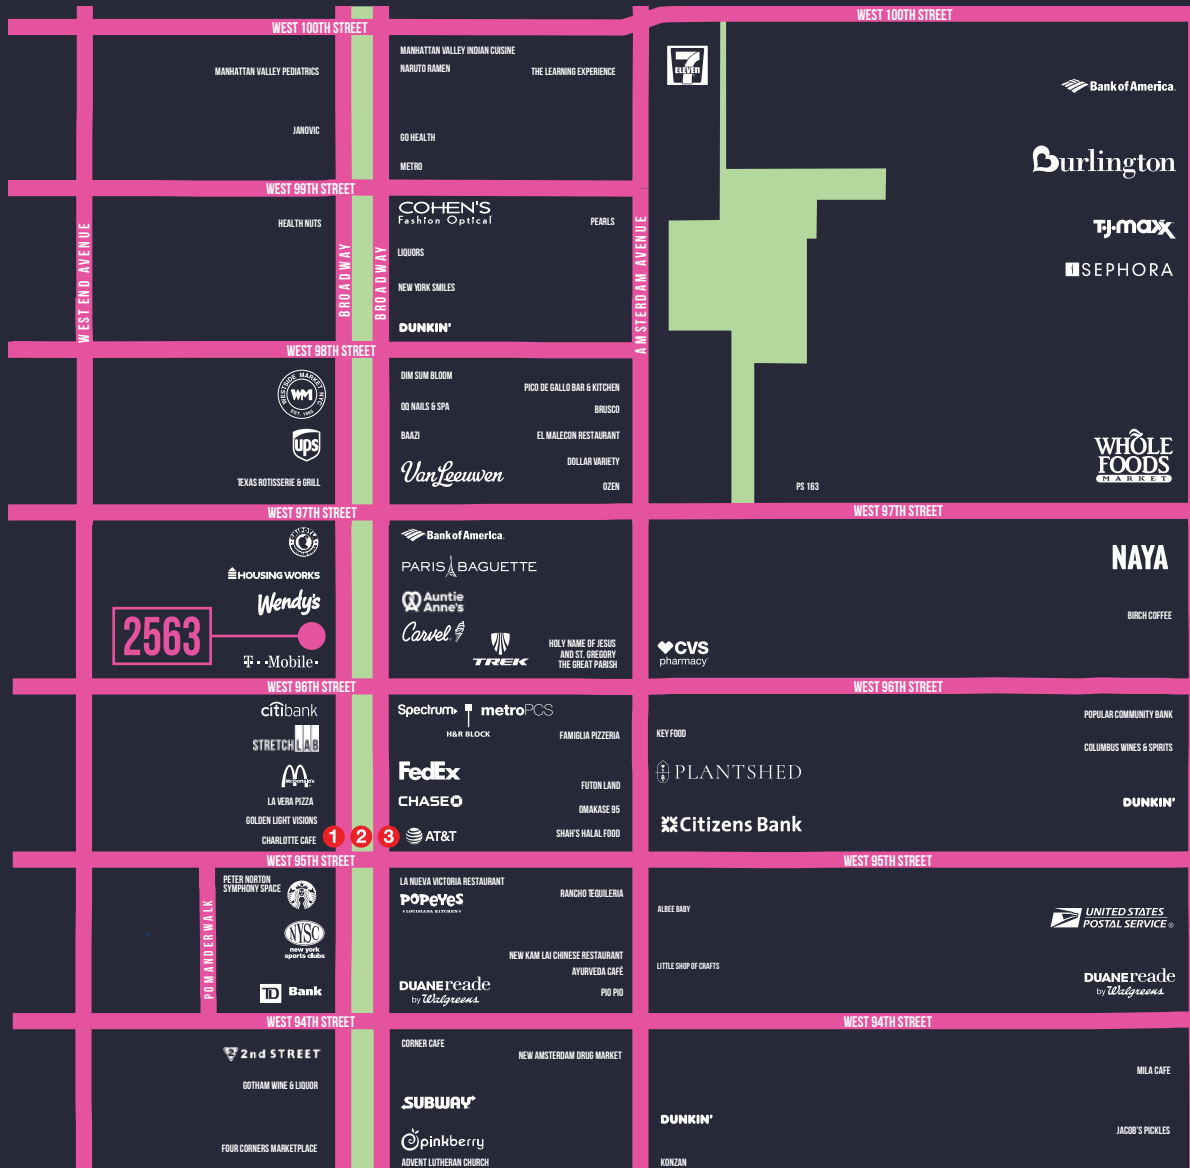 WEST 100TH STREET
WEST 100TH STREET
MANHATTAN VALLEY PEDIATRICS
JANOVIC
MANHATTAN VALLEY INDIAN CUISINE
NARUTO RAMEN
THE LEARNING EXPERIENCE
GO HEALTH
METRO
7
ELEVEN
Bank of America.
Burlington
T.J.maxx
SEPHORA
WEST 99TH STREET
WEST END AVENUE
BROADWAY
BROADWAY
AMSTERDAM AVENUE
HEALTH NUTS
COHEN'S
Fashion Optical
PEARLS
LIQUORS
NEW YORK SMILES
DUNKIN'
WEST 98TH STREET
WESTSIDE MARKET NYC
WM
EST. 1965
ups
TEXAS ROTISSERIE & GRILL
DIM SUM BLOOM
PICO DE GALLO BAR & KITCHEN
QQ NAILS & SPA
BRUSCO
BAAZI
EL MALECON RESTAURANT
Van Leeuwen
DOLLAR VARIETY
OZEN
PS 163
WHOLE
FOODS
MARKET
WEST 97TH STREET
WEST 97TH STREET
HOUSING WORKS
Wendy's
2563
T··Mobile·
Bank of America.
PARIS BAGUETTE
Auntie
Anne's
Carvel
TREK
HOLY NAME OF JESUS
AND ST. GREGORY
THE GREAT PARISH
CVS
pharmacy
NAYA
BIRCH COFFEE
WEST 96TH STREET
WEST 96TH STREET
citibank
STRETCHLAB
McDonald's
LA VERA PIZZA
GOLDEN LIGHT VISIONS
CHARLOTTE CAFE
1
2
3
Spectrum
metroPCS
H&R BLOCK
FAMIGLIA PIZZERIA
FedEx
FUTON LAND
CHASE
OMAKASE 95
AT&T
SHAH'S HALAL FOOD
KEY FOOD
PLANTSHED
Citizens Bank
POPULAR COMMUNITY BANK
COLUMBUS WINES & SPIRITS
DUNKIN'
WEST 95TH STREET
WEST 95TH STREET
POMANDERWALK
PETER NORTON
SYMPHONY SPACE
NYSC
new york
sports clubs
TD Bank
LA NUEVA VICTORIA RESTAURANT
POPEYES
LOUISIANA KITCHEN
RANCHO TEQUILERIA
NEW KAM LAI CHINESE RESTAURANT
AYURVEDA CAFÉ
DUANEreade
by Walgreens
PIO PIO
ALBEE BABY
LITTLE SHOP OF CRAFTS
UNITED STATES
POSTAL SERVICE®
DUANEreade
by Walgreens
WEST 94TH STREET
WEST 94TH STREET
2nd STREET
GOTHAM WINE & LIQUOR
FOUR CORNERS MARKETPLACE
CORNER CAFE
NEW AMSTERDAM DRUG MARKET
SUBWAY
pinkberry
ADVENT LUTHERAN CHURCH
DUNKIN'
KONZAN
MILA CAFE
JACOB'S PICKLES